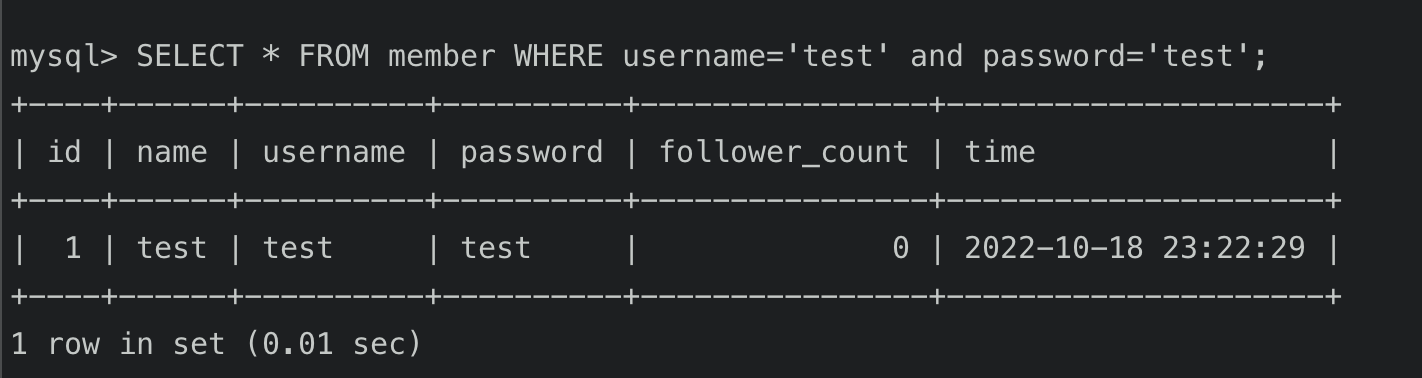 mysql> SELECT * FROM member WHERE username='test' and password='test';
+----+------+----------+----------+----------------+---------------------+
| id | name | username | password | follower_count | time                |
+----+------+----------+----------+----------------+---------------------+
|  1 | test | test     | test     |              0 | 2022-10-18 23:22:29 |
+----+------+----------+----------+----------------+---------------------+
1 row in set (0.01 sec)